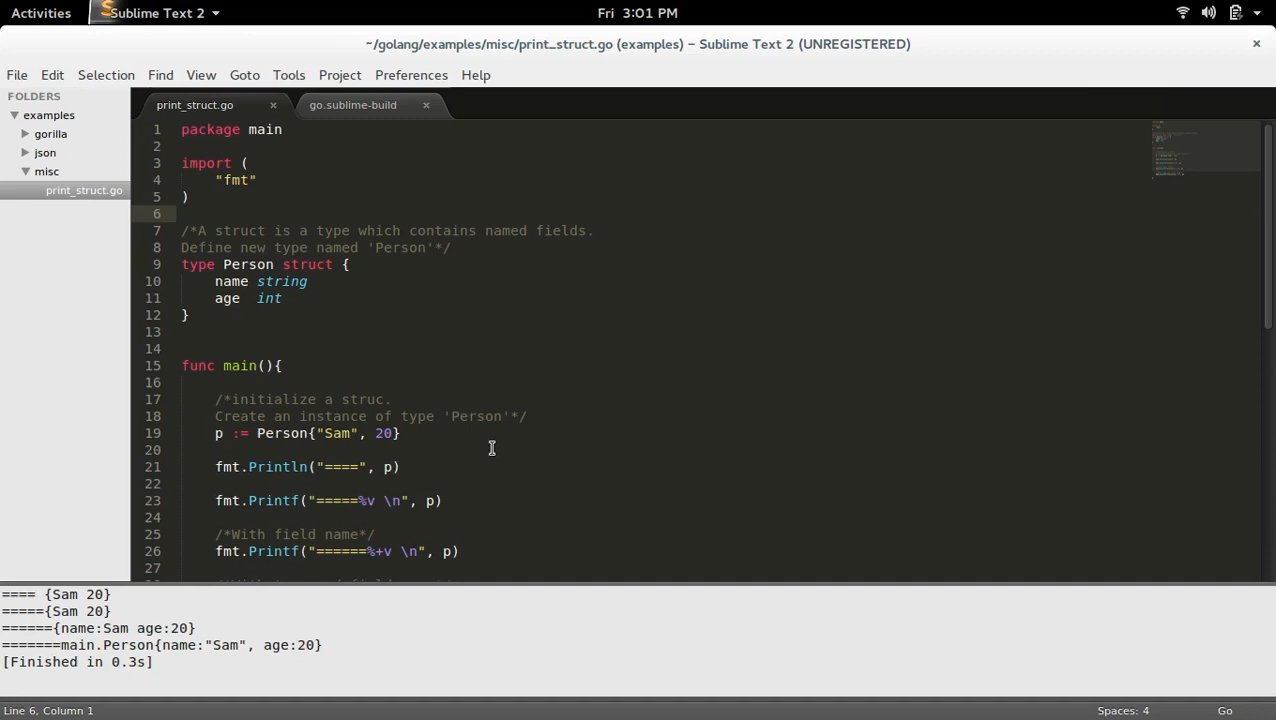 Activities Sublime Text 2 Fri 3:01 PM
~/golang/examples/misc/print_struct.go (examples) – Sublime Text 2 (UNREGISTERED) ×
File Edit Selection Find View Goto Tools Project Preferences Help
FOLDERS
examples
gorilla
json
misc
print_struct.go
print_struct.go × go.sublime-build ×
1 package main
2
3 import (
4 "fmt"
5 )
6
7 /*A struct is a type which contains named fields.
8 Define new type named 'Person'*/
9 type Person struct {
10 name string
11 age  int
12 }
13
14
15 func main(){
16
17 /*initialize a struc.
18 Create an instance of type 'Person'*/
19 p := Person{"Sam", 20}
20
21 fmt.Println("====", p)
22
23 fmt.Printf("=====%v \n", p)
24
25 /*With field name*/
26 fmt.Printf("======%+v \n", p)
27
==== {Sam 20}
====={Sam 20}
======{name:Sam age:20}
=======main.Person{name:"Sam", age:20}
[Finished in 0.3s]
Line 6, Column 1 Spaces: 4 Go